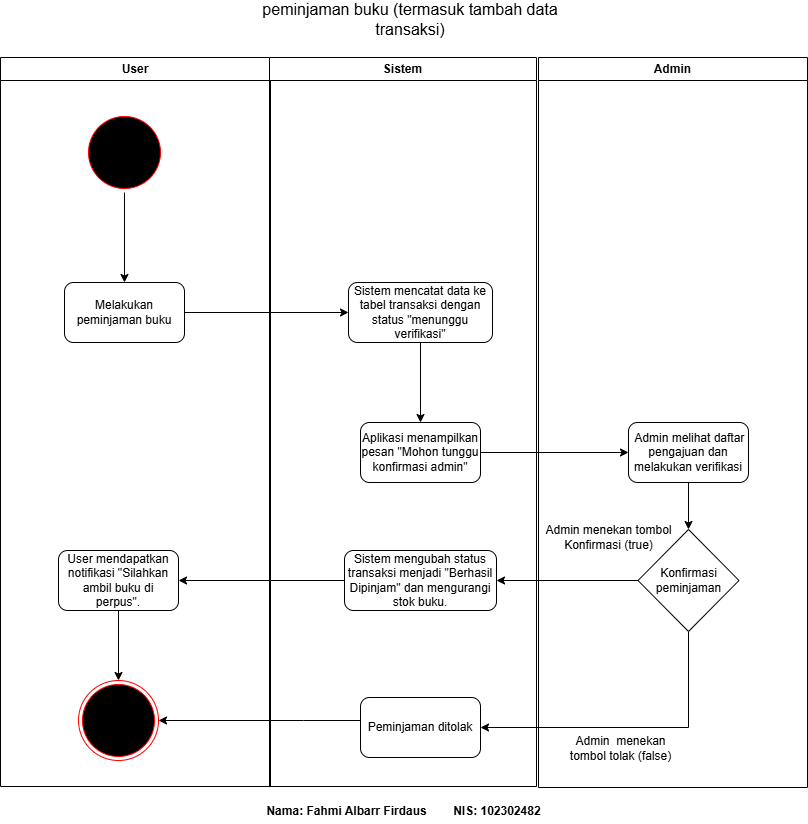 peminjaman buku (termasuk tambah data
transaksi)
User
Sistem
Admin
Melakukan
peminjaman buku
Sistem mencatat data ke
tabel transaksi dengan
status "menunggu
verifikasi"
Aplikasi menampilkan
pesan "Mohon tunggu
konfirmasi admin"
Admin melihat daftar
pengajuan dan
melakukan verifikasi
Admin menekan tombol
Konfirmasi (true)
Konfirmasi
peminjaman
Sistem mengubah status
transaksi menjadi "Berhasil
Dipinjam" dan mengurangi
stok buku.
User mendapatkan
notifikasi "Silahkan
ambil buku di
perpus".
Peminjaman ditolak
Admin  menekan
tombol tolak (false)
Nama: Fahmi Albarr Firdaus        NIS: 102302482